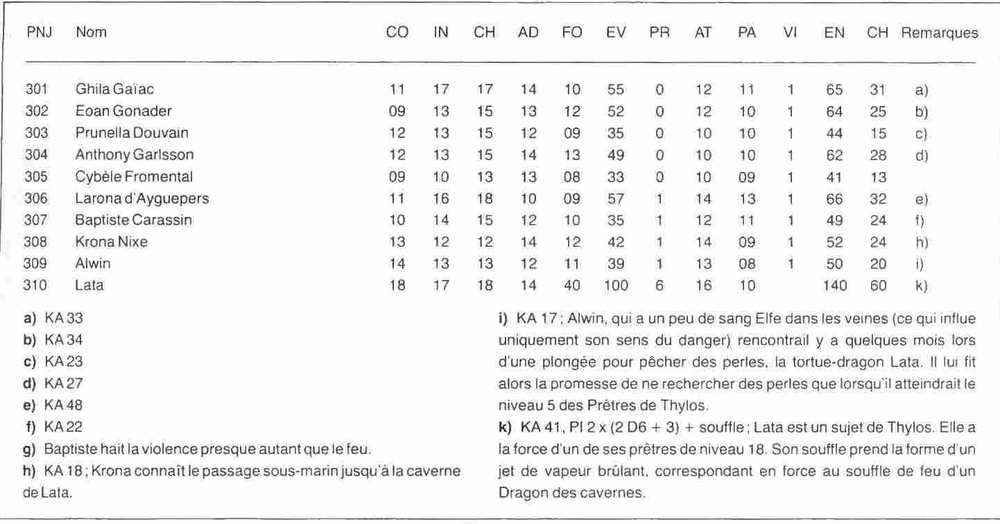 PNJ Nom CO IN CH AD FO EV PR AT PA VI EN CH Remarques
301 Ghila Gaïac 11 17 17 14 10 55 0 12 11 1 65 31 a)
302 Eoan Gonader 09 13 15 13 12 52 0 12 10 1 64 25 b)
303 Prunella Douvain 12 13 15 12 09 35 0 10 10 1 44 15 c)
304 Anthony Garlsson 12 13 15 14 13 49 0 10 10 1 62 28 d)
305 Cybèle Fromental 09 10 13 13 08 33 0 10 09 1 41 13
306 Larona d'Ayguepers 11 16 18 10 09 57 1 14 13 1 66 32 e)
307 Baptiste Carassin 10 14 15 12 10 35 1 12 11 1 49 24 f)
308 Krona Nixe 13 12 12 14 12 42 1 14 09 1 52 24 h)
309 Alwin 14 13 13 12 11 39 1 13 08 1 50 20 i)
310 Lata 18 17 18 14 40 100 6 16 10 140 60 k)
a) KA 33
b) KA 34
c) KA 23
d) KA 27
e) KA 48
f) KA 22
g) Baptiste hait la violence presque autant que le feu.
h) KA 18 ; Krona connaît le passage sous-marin jusqu'à la caverne
de Lata.
i) KA 17 ; Alwin, qui a un peu de sang Elfe dans les veines (ce qui influe
uniquement son sens du danger) rencontrail y a quelques mois lors
d'une plongée pour pêcher des perles, la tortue-dragon Lata. Il lui fit
alors la promesse de ne rechercher des perles que lorsqu'il atteindrait le
niveau 5 des Prêtres de Thylos.
k) KA 41, PI 2 x (2 D6 + 3) + souffle ; Lata est un sujet de Thylos. Elle a
la force d'un de ses prêtres de niveau 18. Son souffle prend la forme d'un
jet de vapeur brûlant, correspondant en force au souffle de feu d'un
Dragon des cavernes.